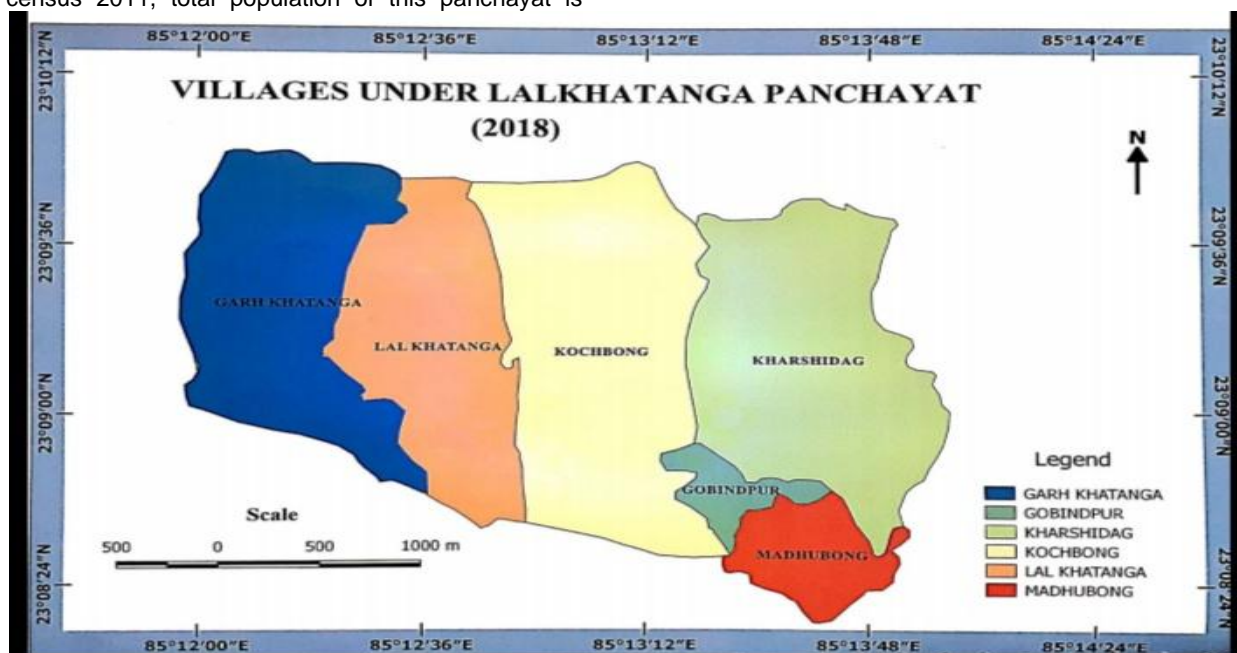 census 2011, total population of this panchayat is
85°12'00"E 85°12'36"E 85°13'12"E 85°13'48"E 85°14'24"E
23°10'12"N
23°10'12"N
VILLAGES UNDER LALKHATANGA PANCHAYAT
(2018)
N
23°09'36"N
23°09'36"N
GARH KHATANGA
LAL KHATANGA
KOCHBONG
KHARSHIDAG
23°09'00"N
23°09'00"N
GOBINDPUR
MADHUBONG
Scale
500 0 500 1000 m
Legend
GARH KHATANGA
GOBINDPUR
KHARSHIDAG
KOCHBONG
LAL KHATANGA
MADHUBONG
23°08'24"N
23°08'24"N
85°12'00"E 85°12'36"E 85°13'12"E 85°13'48"E 85°14'24"E